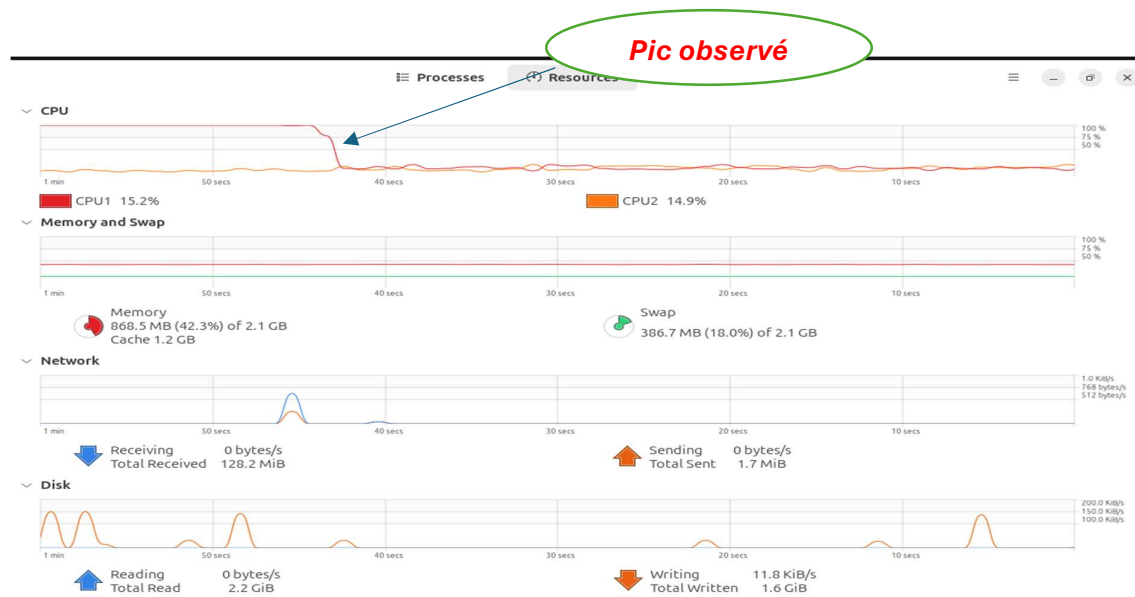 Pic observé
Processes Resources
CPU
100 %
75 %
50 %
1 min 50 secs 40 secs 30 secs 20 secs 10 secs
CPU1 15.2% CPU2 14.9%
Memory and Swap
100 %
75 %
50 %
1 min 50 secs 40 secs 30 secs 20 secs 10 secs
Memory
868.5 MB (42.3%) of 2.1 GB
Cache 1.2 GB
Swap
386.7 MB (18.0%) of 2.1 GB
Network
1.0 KiB/s
768 bytes/s
512 bytes/s
1 min 50 secs 40 secs 30 secs 20 secs 10 secs
Receiving 0 bytes/s
Total Received 128.2 MiB
Sending 0 bytes/s
Total Sent 1.7 MiB
Disk
200.0 KiB/s
150.0 KiB/s
100.0 KiB/s
1 min 50 secs 40 secs 30 secs 20 secs 10 secs
Reading 0 bytes/s
Total Read 2.2 GiB
Writing 11.8 KiB/s
Total Written 1.6 GiB